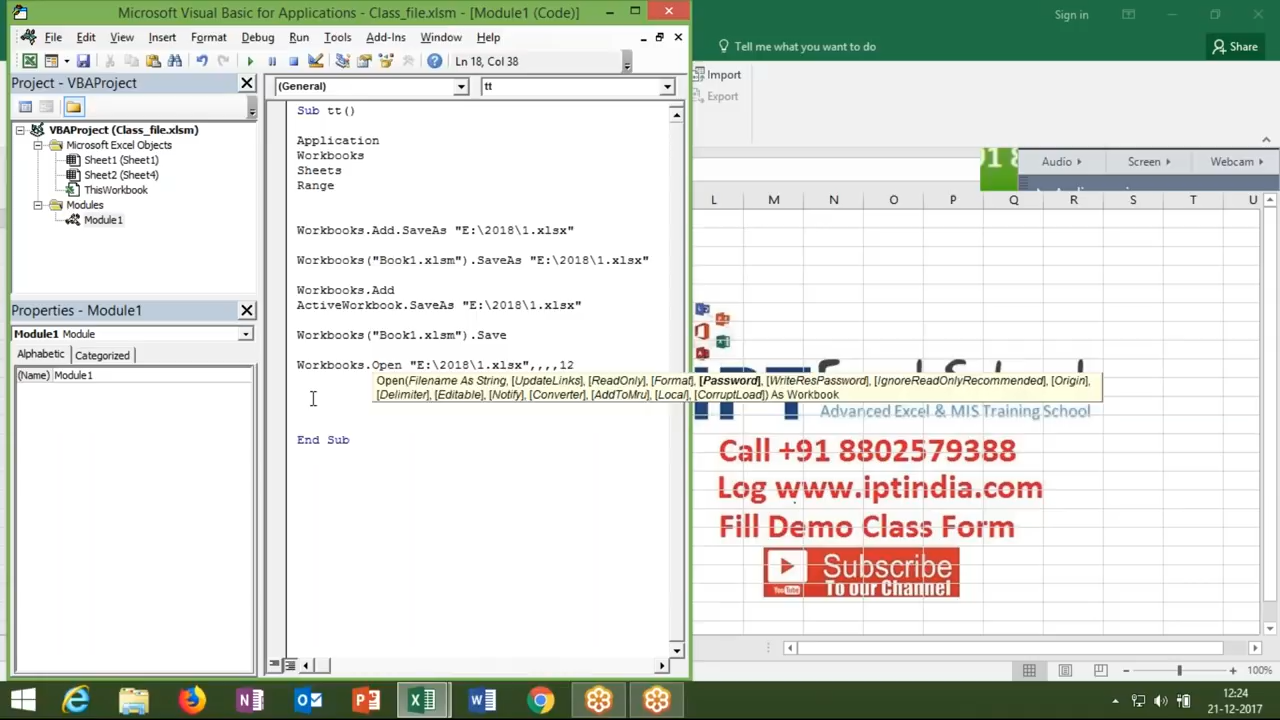 Microsoft Visual Basic for Applications - Class_file.xlsm - [Module1 (Code)]
Sign in
File Edit View Insert Format Debug Run Tools Add-Ins Window Help
Tell me what you want to do
Share
Ln 18, Col 38
Import
Export
Project - VBAProject
(General)
tt
VBAProject (Class_file.xlsm)
Microsoft Excel Objects
Sheet1 (Sheet1)
Sheet2 (Sheet4)
ThisWorkbook
Modules
Module1
Properties - Module1
Module1 Module
Alphabetic Categorized
(Name) Module1
Sub tt()
Application
Workbooks
Sheets
Range
Workbooks.Add.SaveAs "E:\2018\1.xlsx"
Workbooks("Book1.xlsm").SaveAs "E:\2018\1.xlsx"
Workbooks.Add
ActiveWorkbook.SaveAs "E:\2018\1.xlsx"
Workbooks("Book1.xlsm").Save
Workbooks.Open "E:\2018\1.xlsx",,,,12
Open(Filename As String, [UpdateLinks], [ReadOnly], [Format], [Password], [WriteResPassword], [IgnoreReadOnlyRecommended], [Origin],
[Delimiter], [Editable], [Notify], [Converter], [AddToMru], [Local], [CorruptLoad]) As Workbook
End Sub
Audio Screen Webcam
L M N O P Q R S T U
Advanced Excel & MIS Training School
Call +91 8802579388
Log www.iptindia.com
Fill Demo Class Form
Subscribe
YouTube To our Channel
100%
12:24
21-12-2017